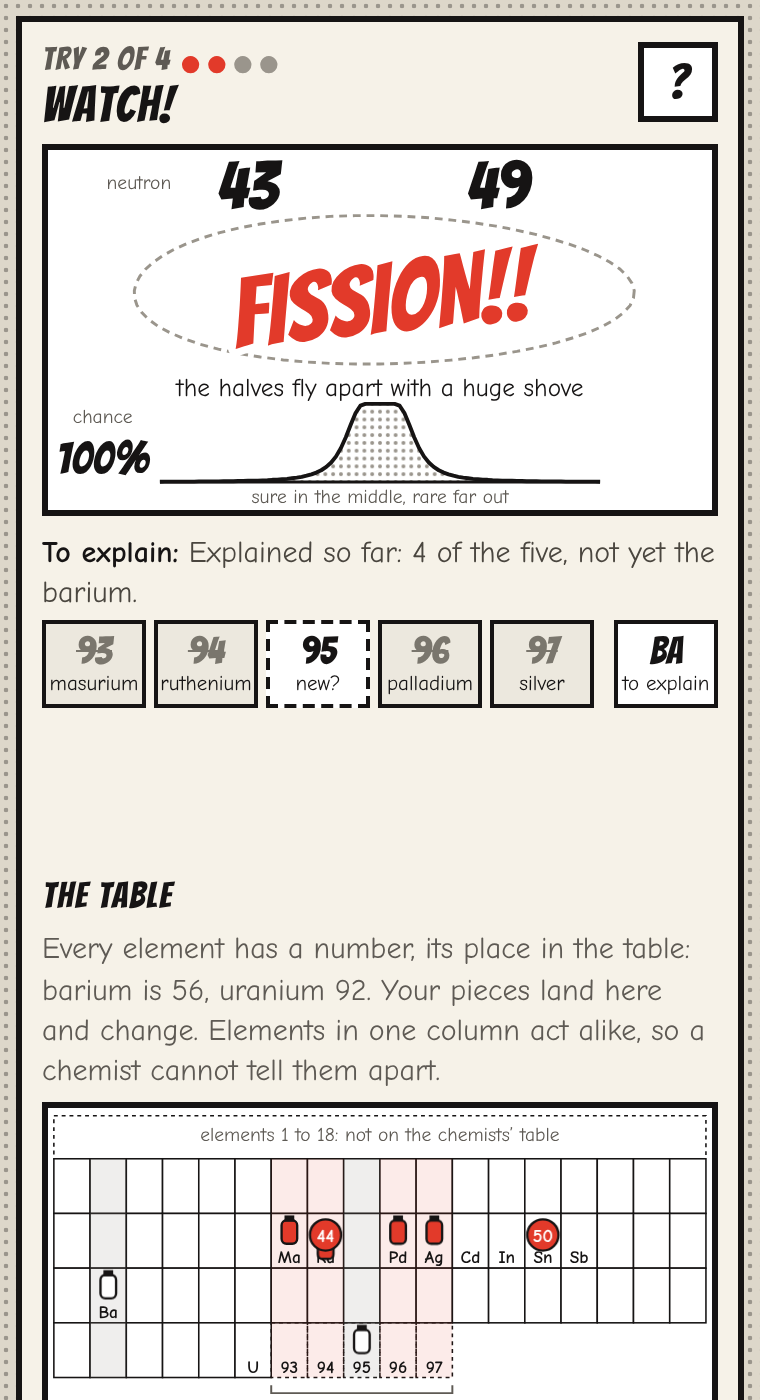 TRY 2 OF 4
WATCH!
?
neutron 43 49
FISSION!!
the halves fly apart with a huge shove
chance
100%
sure in the middle, rare far out
To explain: Explained so far: 4 of the five, not yet the
barium.
93 94 95 96 97 BA
masurium ruthenium new? palladium silver to explain
THE TABLE
Every element has a number, its place in the table:
barium is 56, uranium 92. Your pieces land here
and change. Elements in one column act alike, so a
chemist cannot tell them apart.
elements 1 to 18: not on the chemists' table
44 50
Ma Pd Ag Cd In Sn Sb
Ba
U 93 94 95 96 97